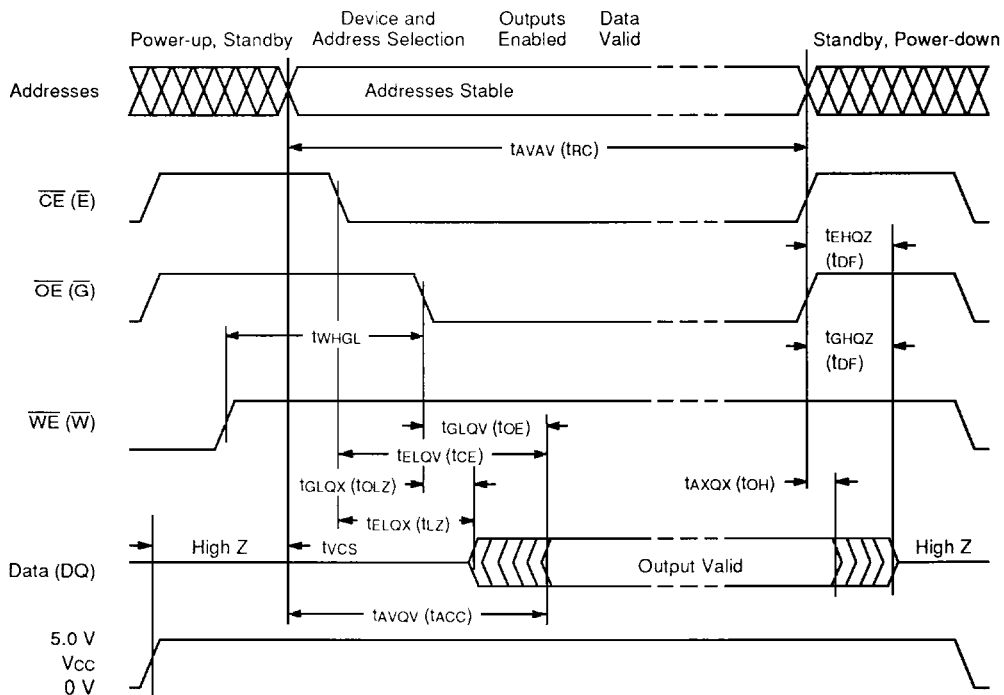 Power-up, Standby
Device and
Address Selection
Outputs
Enabled
Data
Valid
Standby, Power-down
Addresses
Addresses Stable
tAVAV (tRC)
CE (E)
tEHQZ
(tDF)
OE (G)
tWHGL
tGHQZ
(tDF)
WE (W)
tGLQV (tOE)
tELQV (tCE)
tGLQX (tOLZ)
tAXQX (tOH)
tELQX (tLZ)
High Z
tVCS
High Z
Data (DQ)
Output Valid
tAVQV (tACC)
5.0 V
VCC
0 V